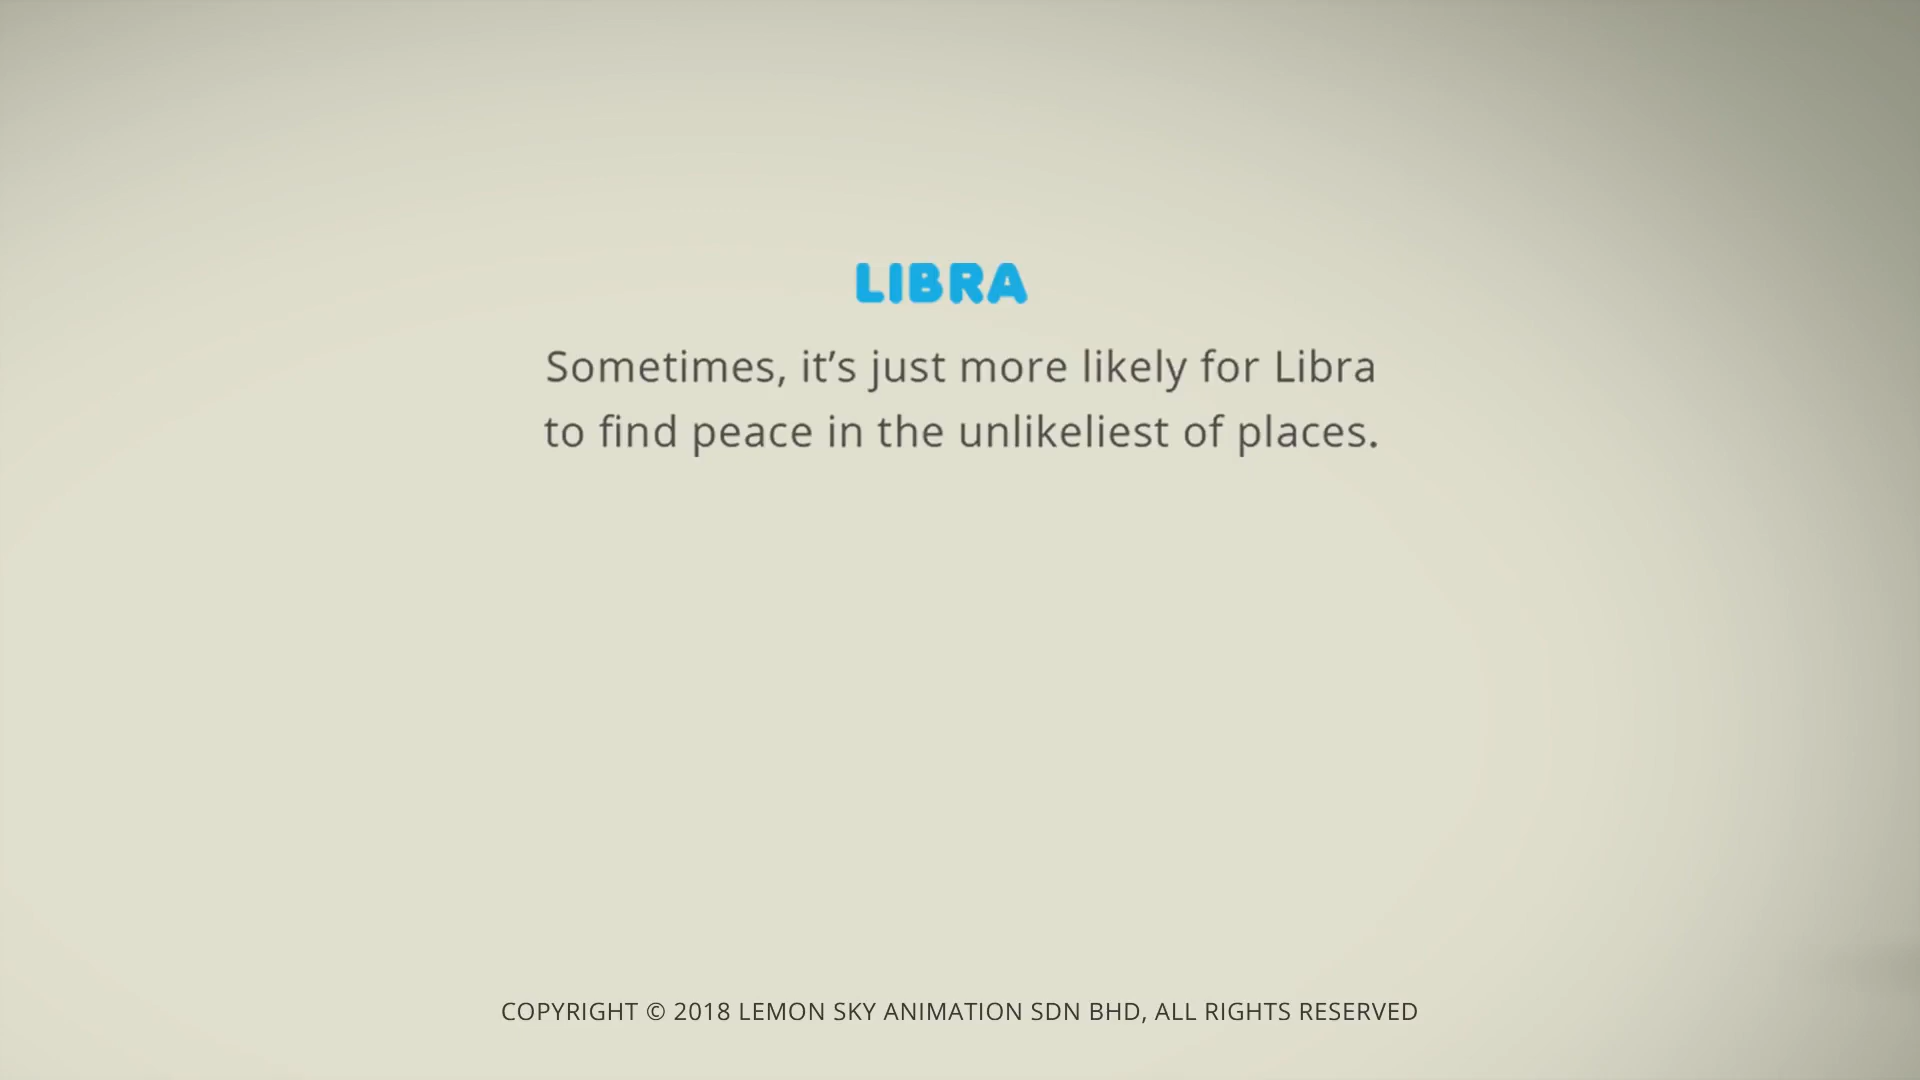 LIBRA
Sometimes, it’s just more likely for Libra
to find peace in the unlikeliest of places.
COPYRIGHT © 2018 LEMON SKY ANIMATION SDN BHD, ALL RIGHTS RESERVED